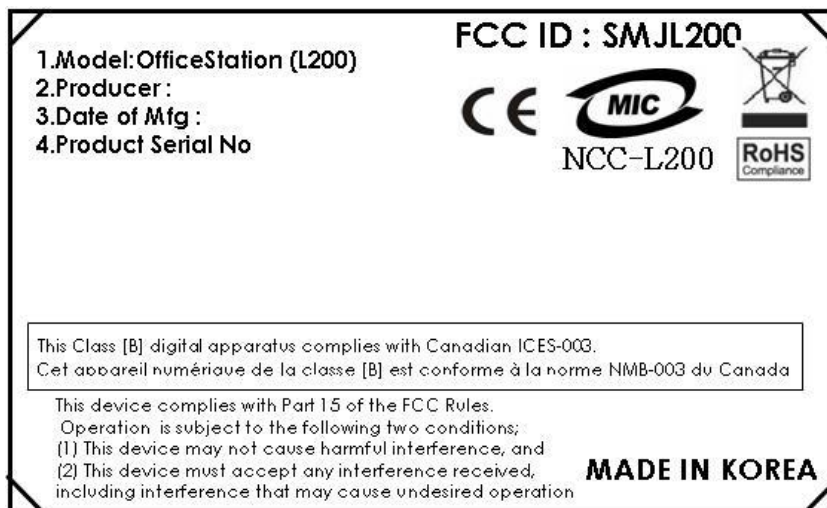 FCC ID : SMJL200
1.Model:OfficeStation (L200)
2.Producer :
3.Date of Mfg :
4.Product Serial No
CE
MIC
NCC-L200
RoHS
Compliance
This Class [B] digital apparatus complies with Canadian ICES-003.
Cet appareil numérique de la classe [B] est conforme à la norme NMB-003 du Canada
This device complies with Part 15 of the FCC Rules.
Operation is subject to the following two conditions;
(1) This device may not cause harmful interference, and
(2) This device must accept any interference received,
including interference that may cause undesired operation
MADE IN KOREA